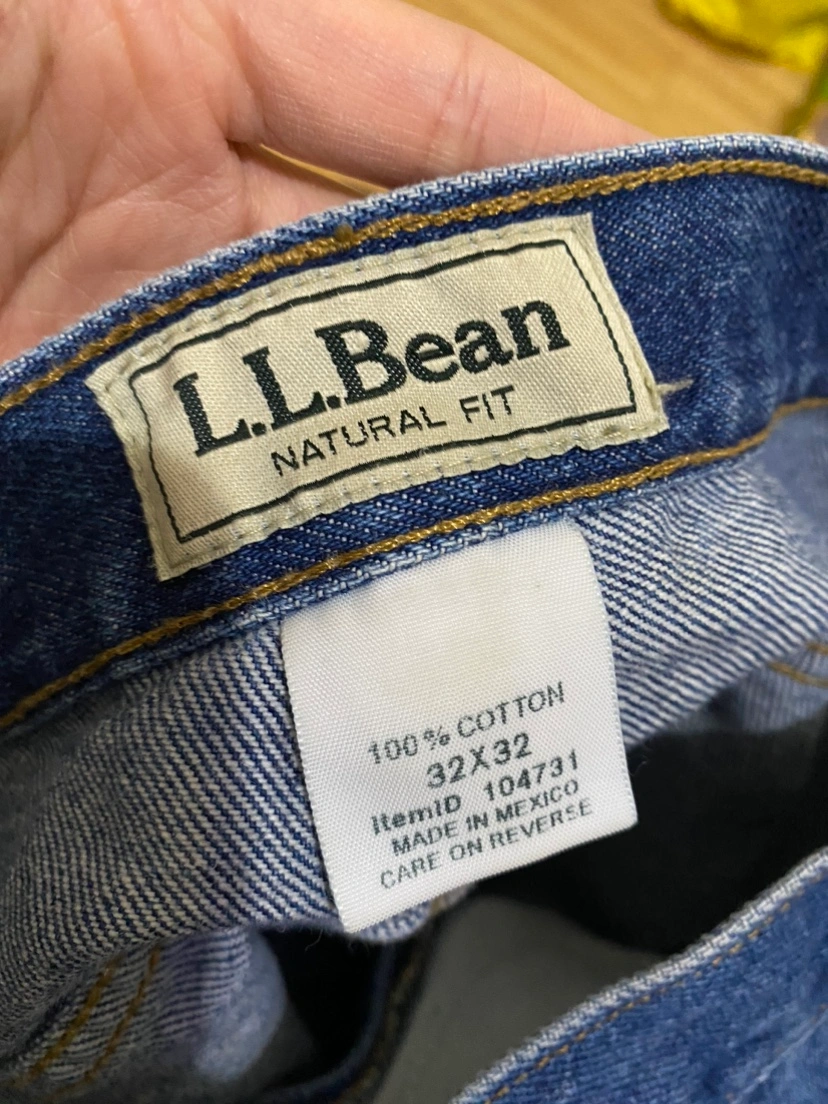 L.L.Bean
NATURAL FIT
100% COTTON
32X32
ItemID 104731
MADE IN MEXICO
CARE ON REVERSE